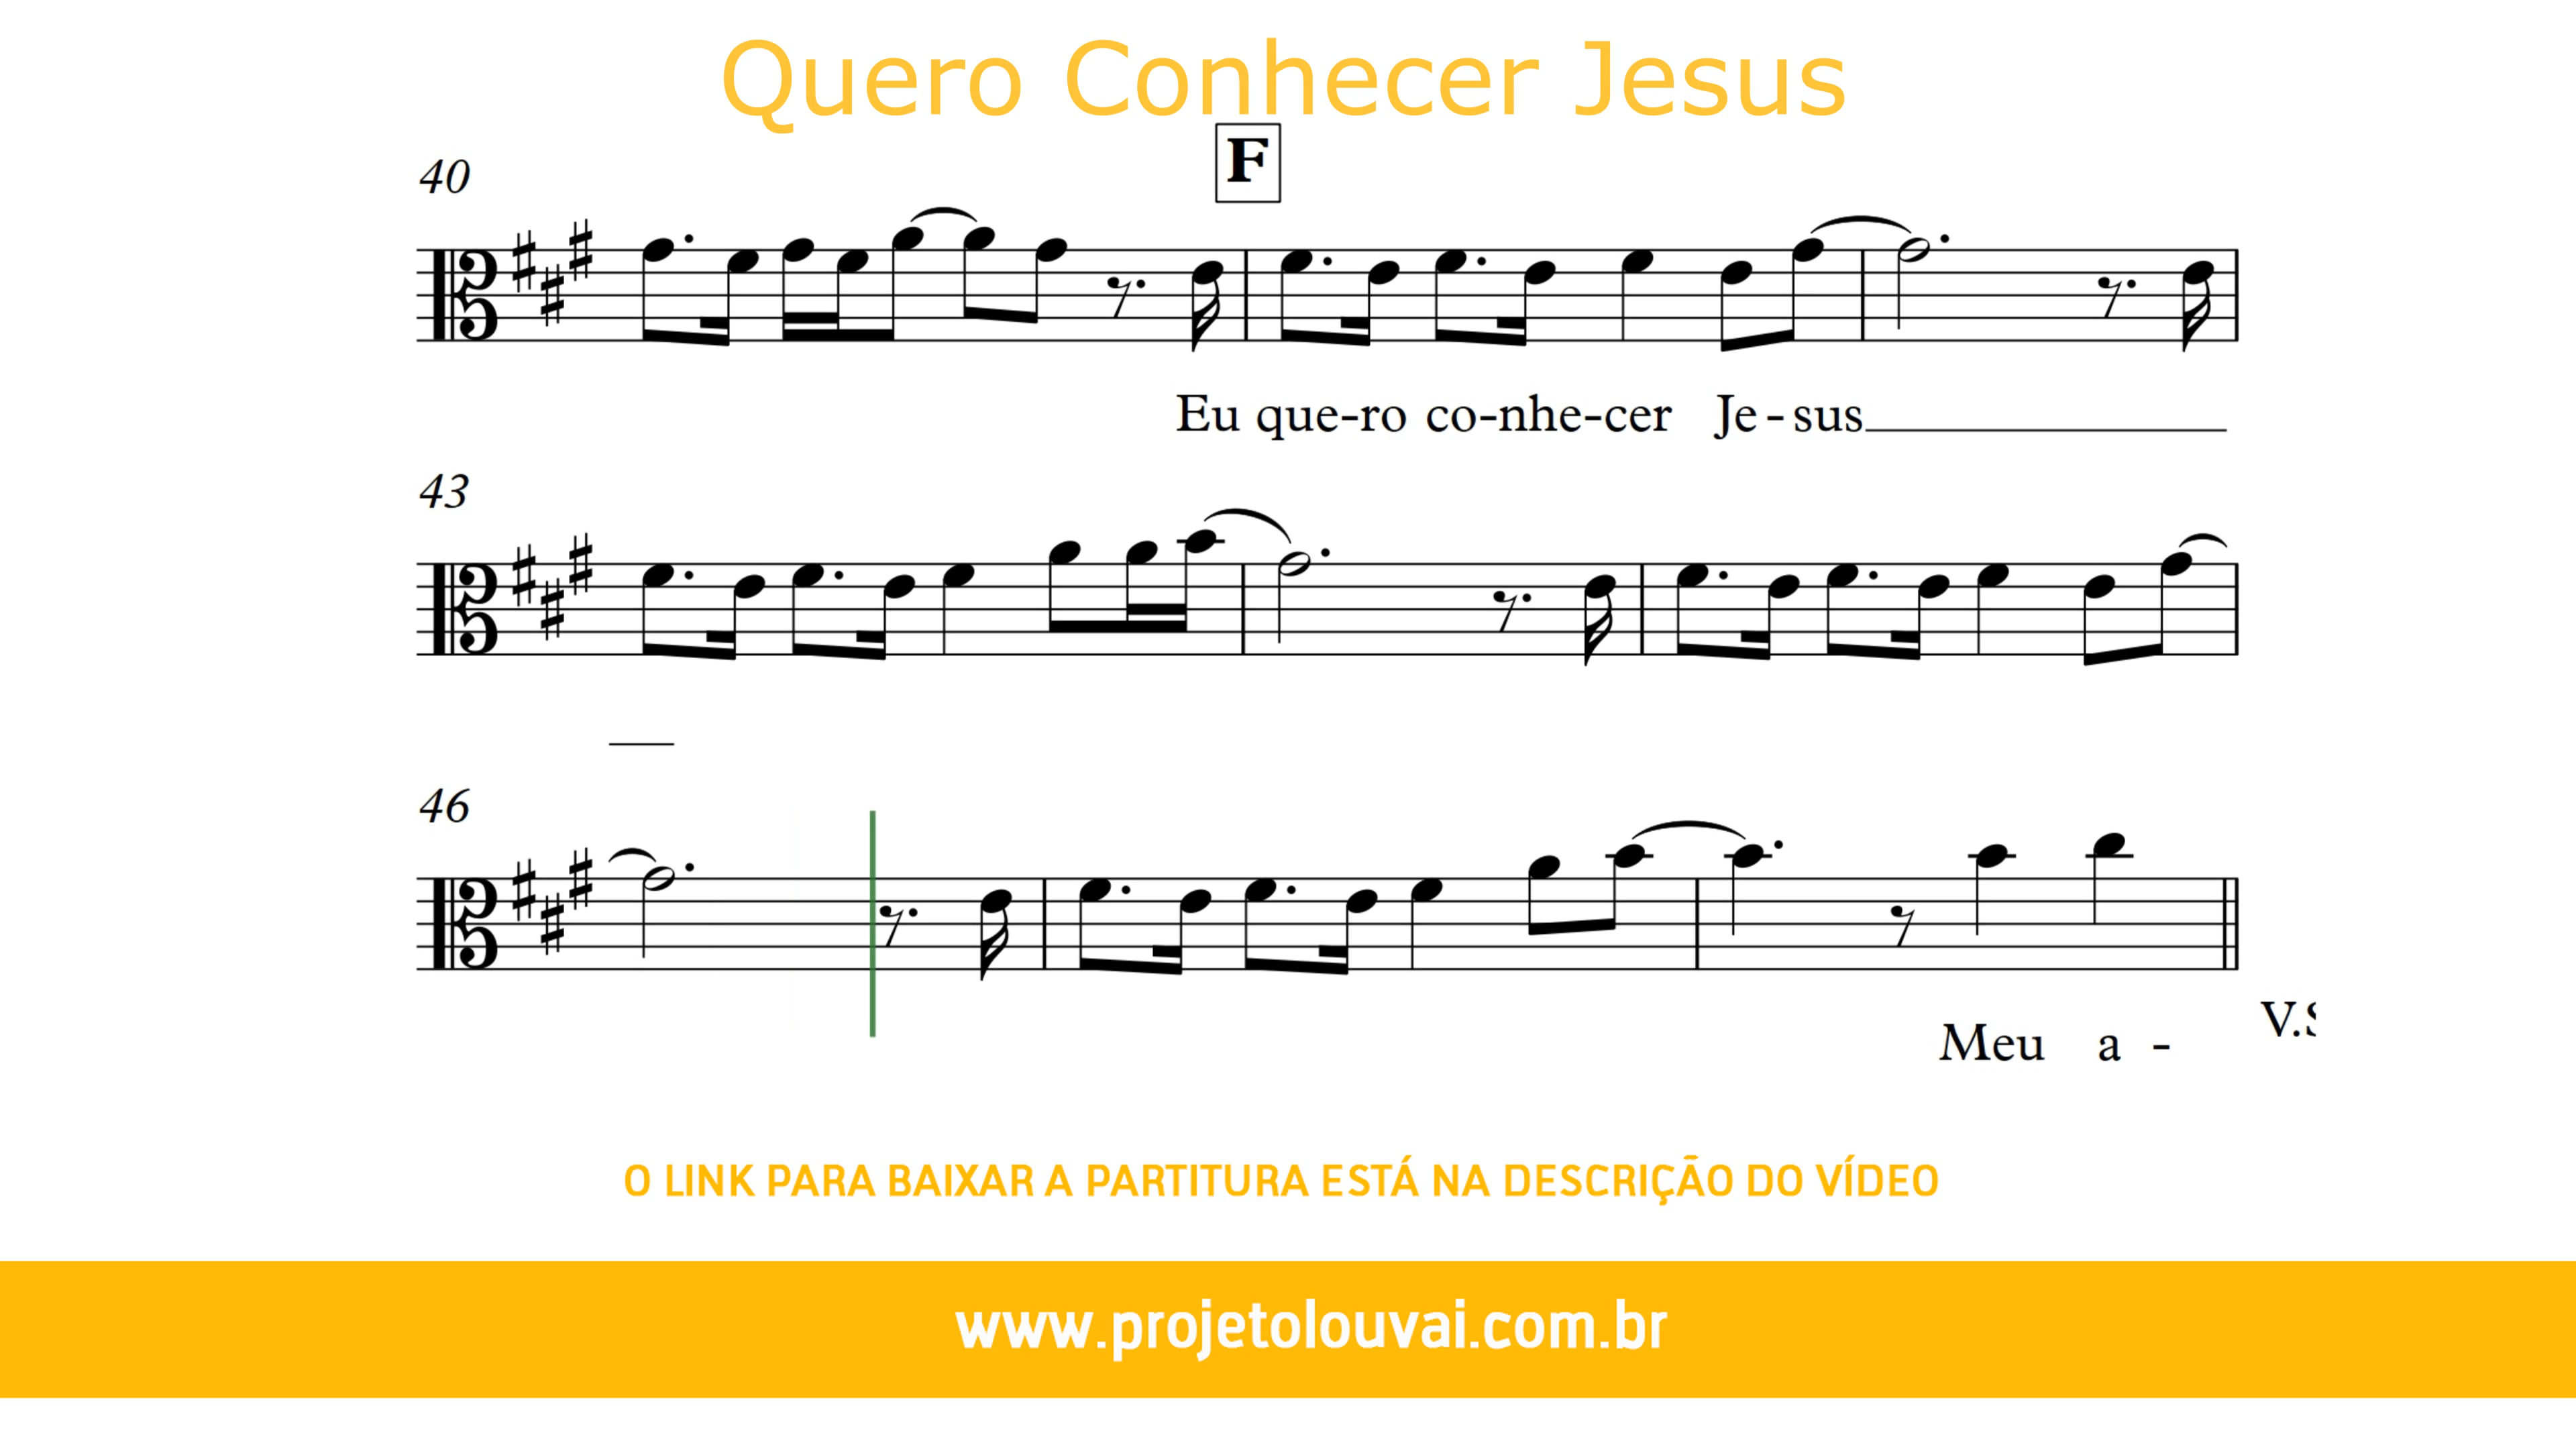 Quero Conhecer Jesus
F
40
Eu que-ro co-nhe-cer Je-sus
43
46
Meu a -
V.S
O LINK PARA BAIXAR A PARTITURA ESTÁ NA DESCRIÇÃO DO VÍDEO
www.projetolouvai.com.br